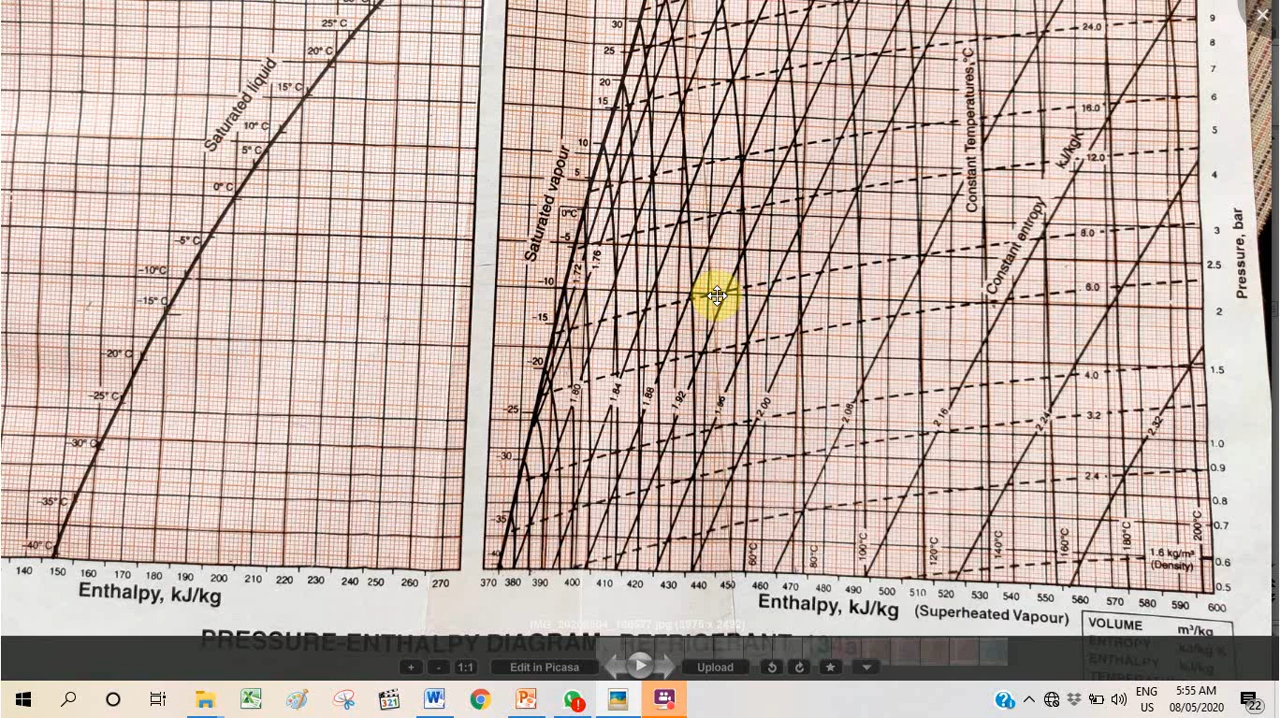 25° C
20° C
15° C
10° C
5° C
0° C
-5° C
-10°C
-15° C
-20° C
-25° C
-30° C
-35° C
-40° C
Saturated liquid
140 150 160 170 180 190 200 210 220 230 240 250 260 270
Enthalpy, kJ/kg
30
25
20
15
10
5
0°C
-5
-10
-15
-20
-25
30
35
40
Saturated vapour
1.72
1.76
1.80
1.84
1.88
1.92
1.96
2.00
2.08
2.16
2.24
2.32
Constant Temperatures,°C
Constant entropy
kJ/kgK
24.0
16.0
12.0
8.0
6.0
4.0
3.2
2.4
1.6 kg/m³
(Density)
60°C
80°C
100°C
120°C
140°C
160°C
180°C
200°C
9
8
7
6
5
4
3
2.5
2
1.5
1.0
0.9
0.8
0.7
0.6
0.5
Pressure, bar
370 380 390 400 410 420 430 440 450 460 470 480 490 500 510 520 530 540 550 560 570 580 590 600
Enthalpy, kJ/kg (Superheated Vapour)
VOLUME m³/kg
ENTROPY
ENTHALPY
PRESSURE-ENTHALPY DIAGRAM, REFRIGERANT 134a
+ - 1:1 Edit in Picasa Upload
321
ENG
US
5:55 AM
08/05/2020
22